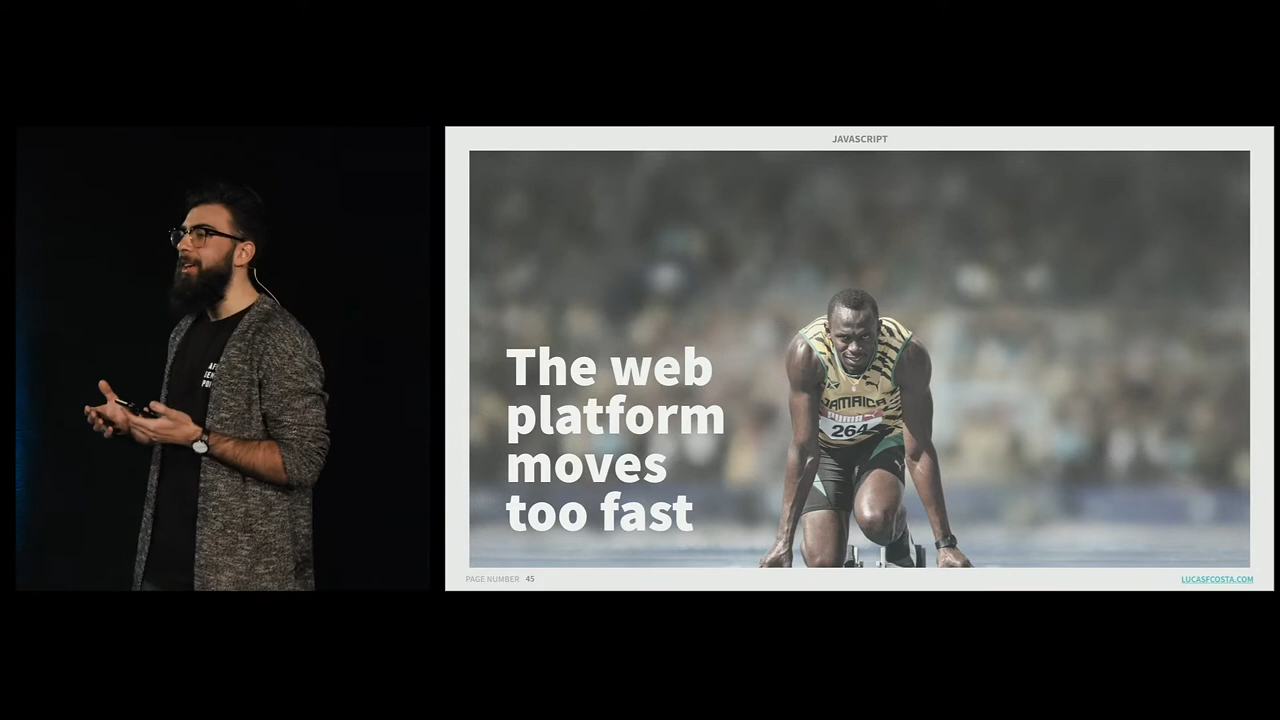 JAVASCRIPT
The web
platform
moves
too fast
JAMAICA
PUMA
264
PAGE NUMBER 45
LUCASFCOSTA.COM